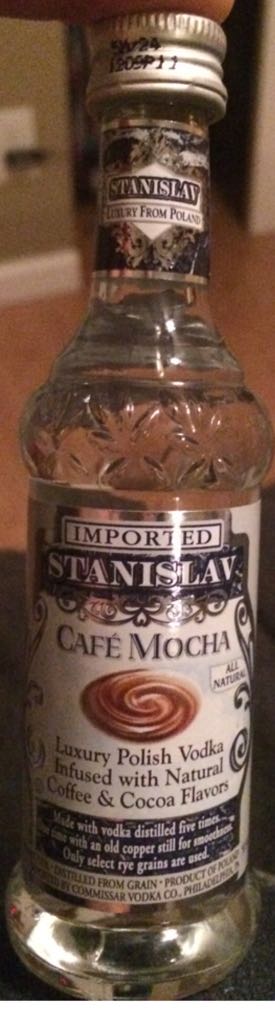 STANISLAV
LUXURY FROM POLAND
IMPORTED
STANISLAV
CAFÉ MOCHA
ALL
NATURAL
Luxury Polish Vodka
Infused with Natural
Coffee & Cocoa Flavors
Made with vodka distilled five times...
time with an old copper still for smoothness.
Only select rye grains are used.
DISTILLED FROM GRAIN • PRODUCT OF POLAND
BY COMMISSAR VODKA CO., PHILADELPHIA,